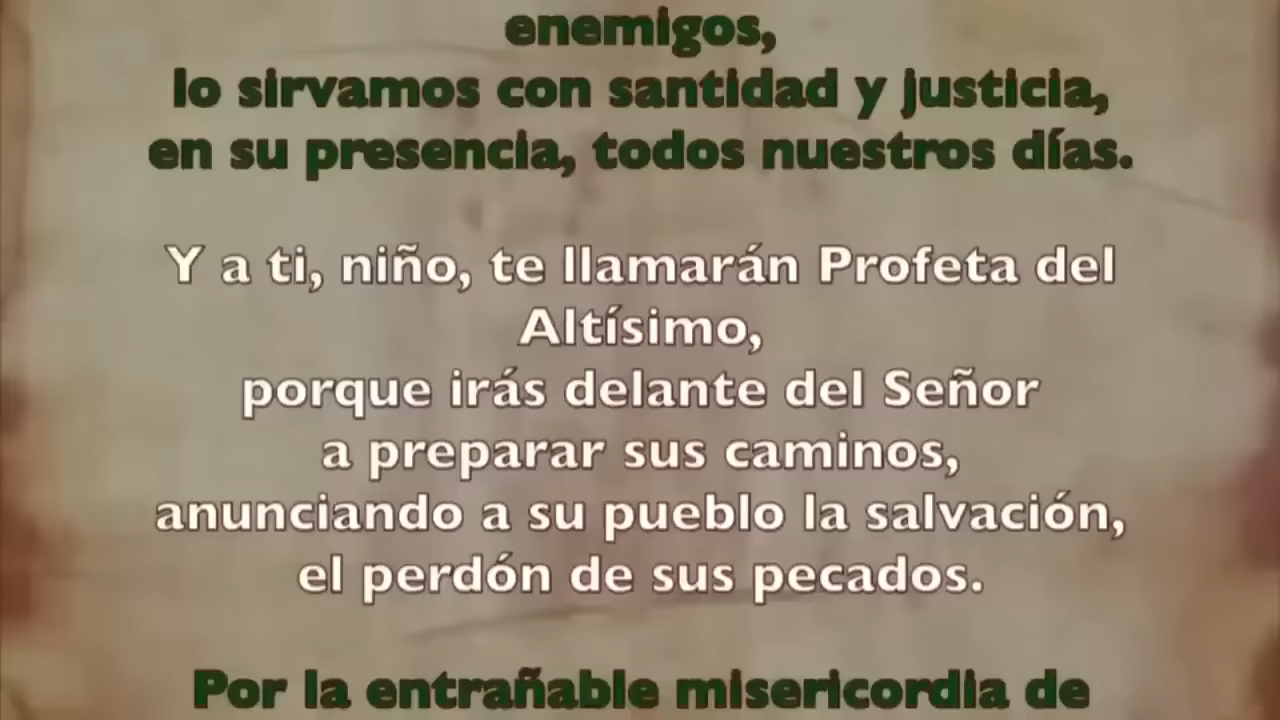 enemigos,
lo sirvamos con santidad y justicia,
en su presencia, todos nuestros días.
Y a ti, niño, te llamarán Profeta del
Altísimo,
porque irás delante del Señor
a preparar sus caminos,
anunciando a su pueblo la salvación,
el perdón de sus pecados.
Por la entrañable misericordia de